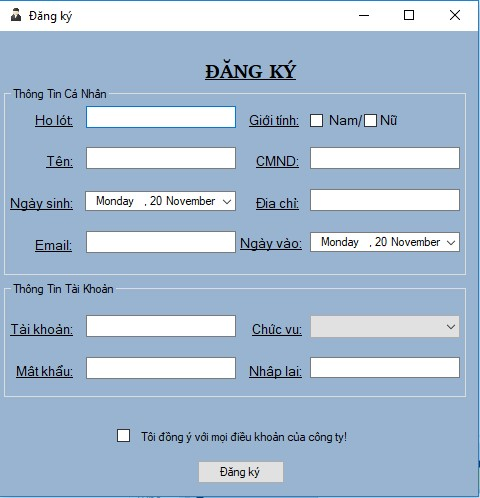 Đăng ký
ĐĂNG KÝ
Thông Tin Cá Nhân
Họ lót:
Giới tính: Nam/ Nữ
Tên:
CMND:
Ngày sinh: Monday , 20 November
Địa chỉ:
Email:
Ngày vào: Monday , 20 November
Thông Tin Tài Khoản
Tài khoản:
Chức vụ:
Mật khẩu:
Nhập lại:
Tôi đồng ý với mọi điều khoản của công ty!
Đăng ký